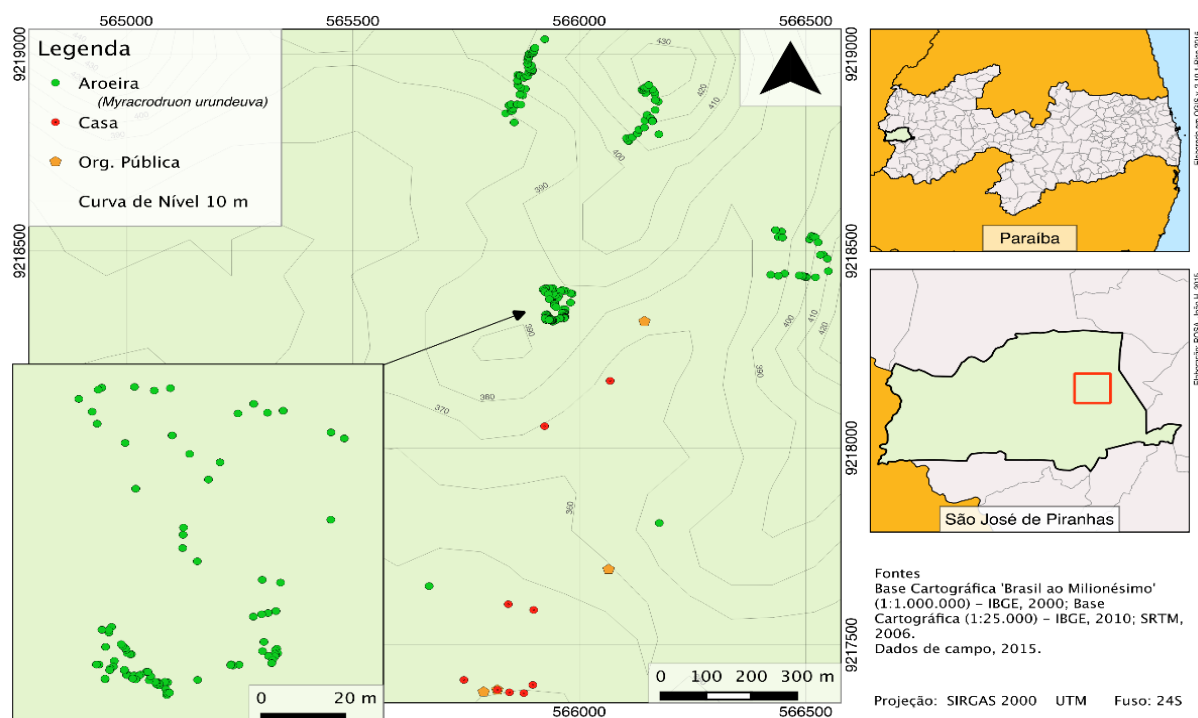 565000
565500
566000
566500
Legenda
Aroeira
(Myracrodruon urundeuva)
Casa
Org. Pública
Curva de Nível 10 m
9219000
9218500
9219000
9218500
9218000
9217500
430
420
410
400
390
400
410
420
390
390
380
370
360
0 20 m
0 100 200 300 m
566000
566500
Paraíba
São José de Piranhas
Fontes
Base Cartográfica 'Brasil ao Milionésimo'
(1:1.000.000) – IBGE, 2000; Base
Cartográfica (1:25.000) – IBGE, 2010; SRTM,
2006.
Dados de campo, 2015.
Projeção: SIRGAS 2000 UTM Fuso: 24S